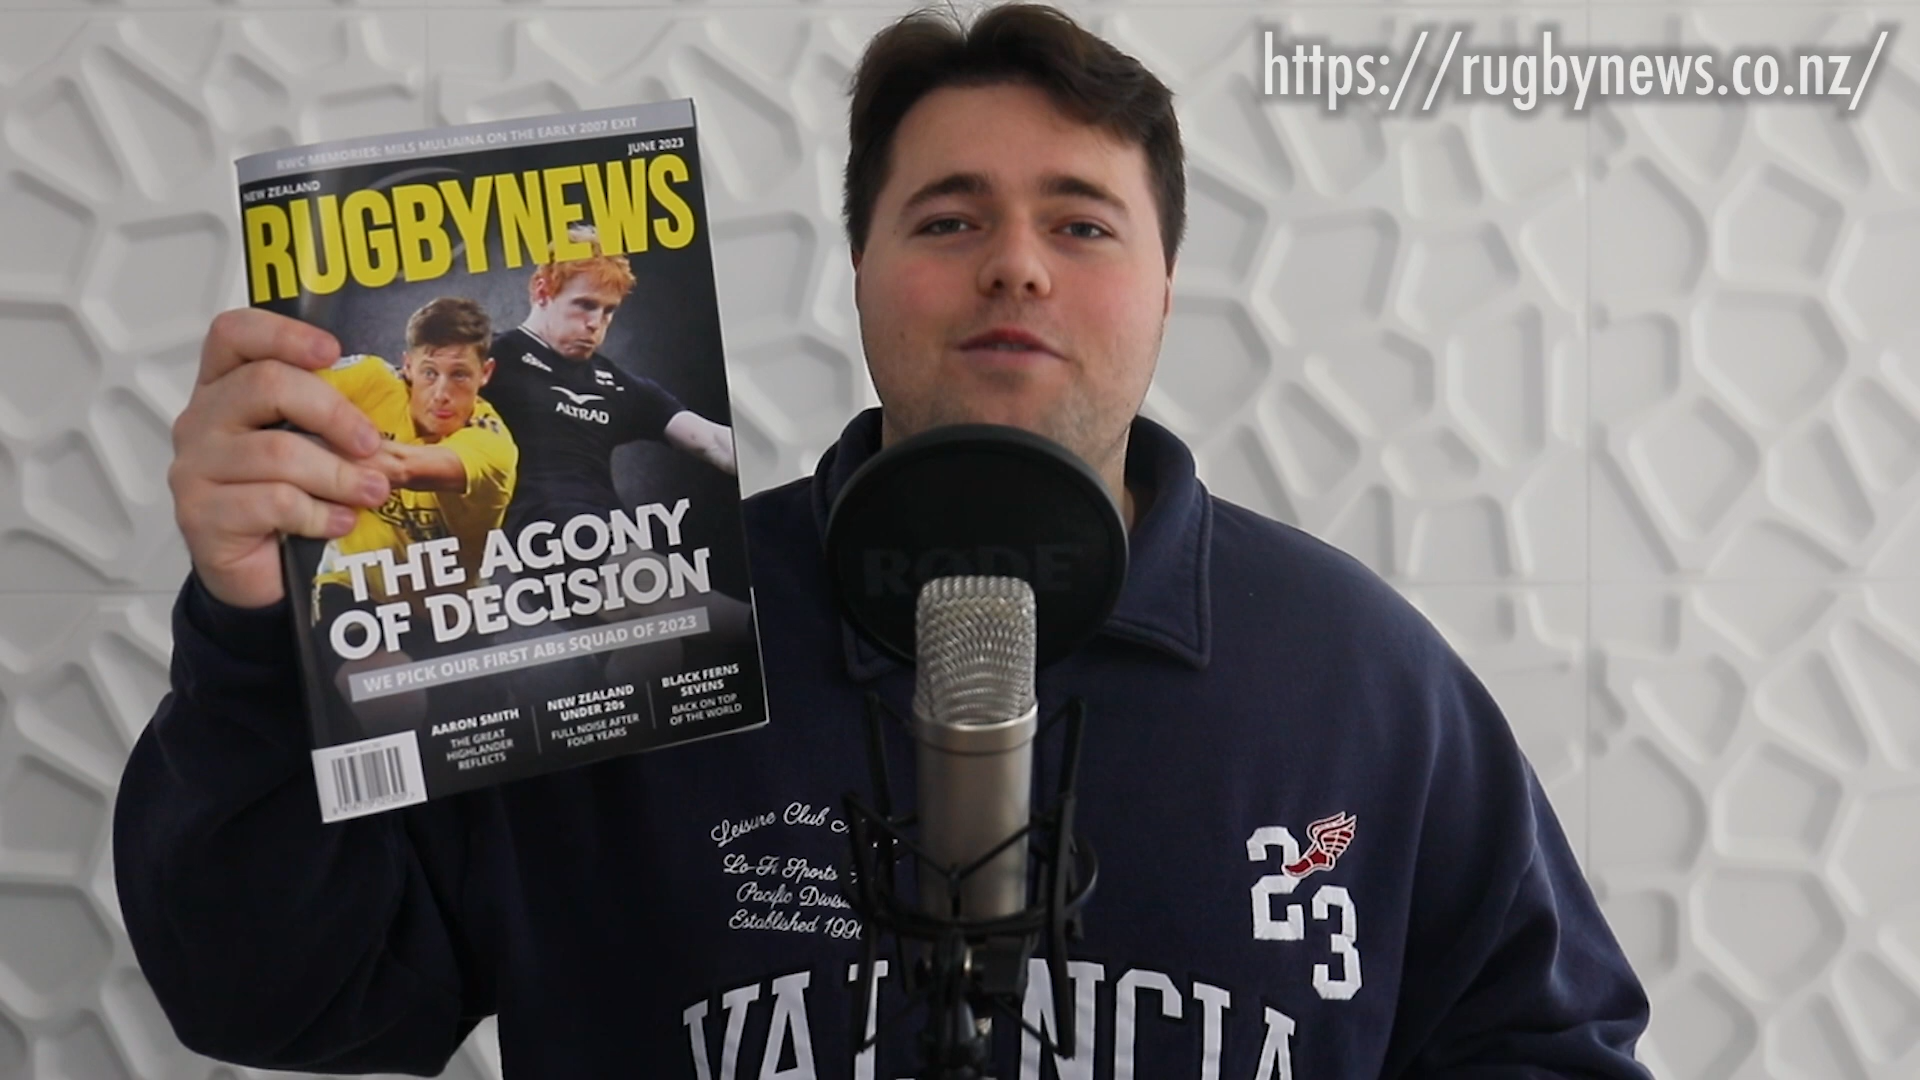 https://rugbynews.co.nz/
RWC MEMORIES: MILS MULIAINA ON THE EARLY 2007 EXIT
JUNE 2023
NEW ZEALAND
RUGBYNEWS
ALTRAD
THE AGONY
OF DECISION
WE PICK OUR FIRST ABs SQUAD OF 2023
AARON SMITH
THE GREAT
HIGHLANDER
REFLECTS
NEW ZEALAND
UNDER 20s
FULL NOISE AFTER
FOUR YEARS
BLACK FERNS
SEVENS
BACK ON TOP
OF THE WORLD
RØDE
Leisure Club
Lo-Fi Sports
Pacific
Established
23